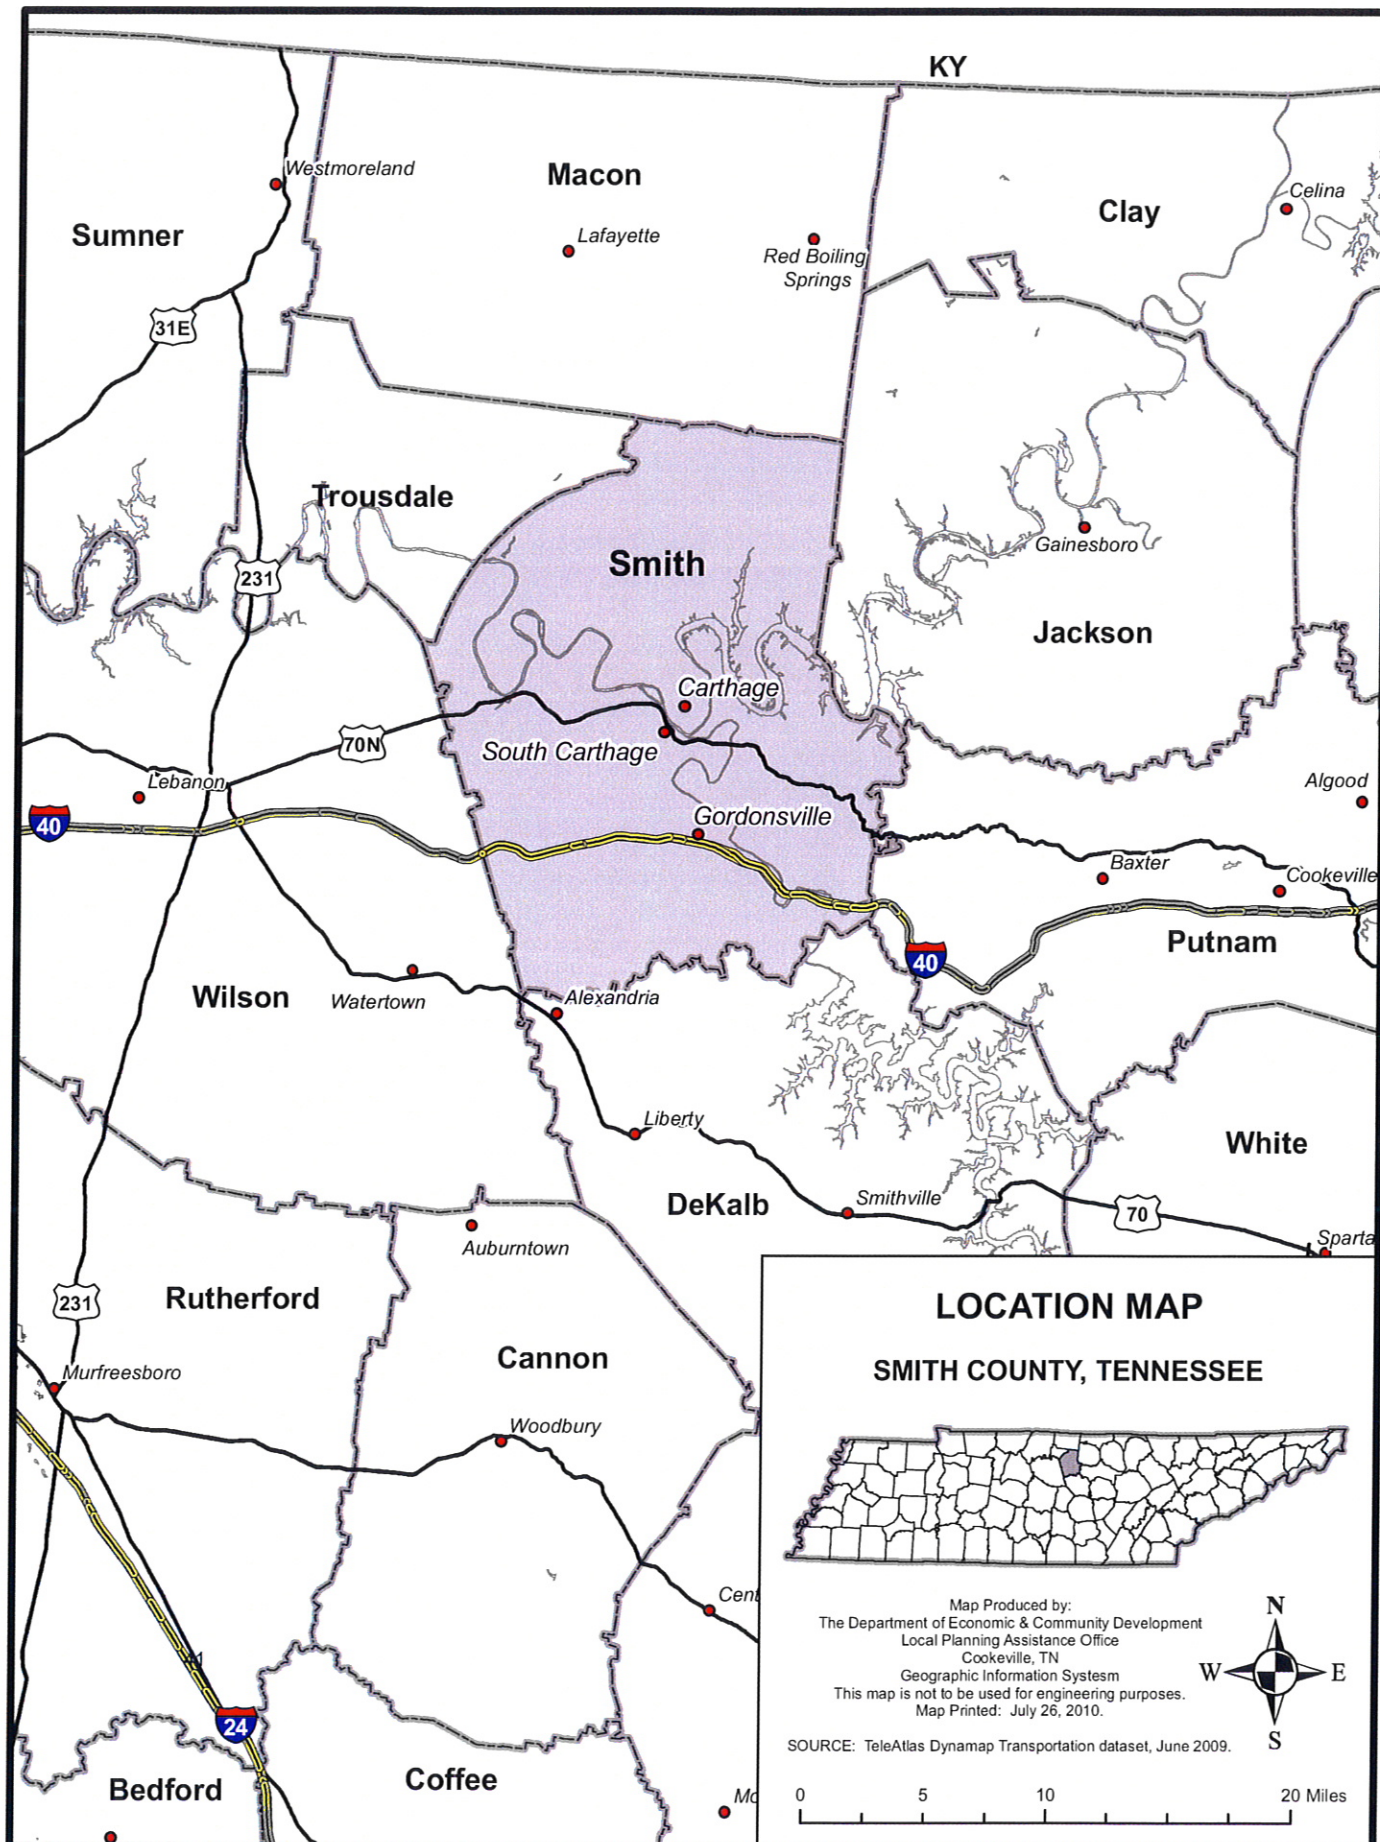 KY
Westmoreland
Macon
Celina
Clay
Sumner
Lafayette
Red Boiling
Springs
31E
Trousdale
Smith
Gainesboro
231
Jackson
Carthage
70N
South Carthage
Lebanon
Algood
40
Gordonsville
Baxter
Cookeville
Putnam
40
Wilson
Watertown
Alexandria
Liberty
White
DeKalb
Smithville
70
Auburntown
Sparta
231
Rutherford
Cannon
Murfreesboro
Woodbury
Cent
41
24
Bedford
Coffee
Mc
LOCATION MAP
SMITH COUNTY, TENNESSEE
Map Produced by:
The Department of Economic & Community Development
Local Planning Assistance Office
Cookeville, TN
Geographic Information Systesm
This map is not to be used for engineering purposes.
Map Printed: July 26, 2010.
SOURCE: TeleAtlas Dynamap Transportation dataset, June 2009.
N
W E
S
0 5 10 20 Miles